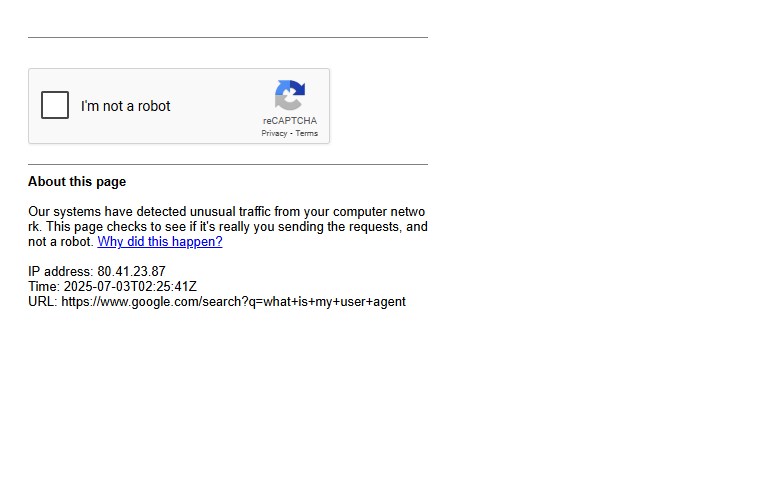 I'm not a robot
reCAPTCHA
Privacy - Terms
About this page
Our systems have detected unusual traffic from your computer netwo
rk. This page checks to see if it's really you sending the requests, and
not a robot. Why did this happen?
IP address: 80.41.23.87
Time: 2025-07-03T02:25:41Z
URL: https://www.google.com/search?q=what+is+my+user+agent